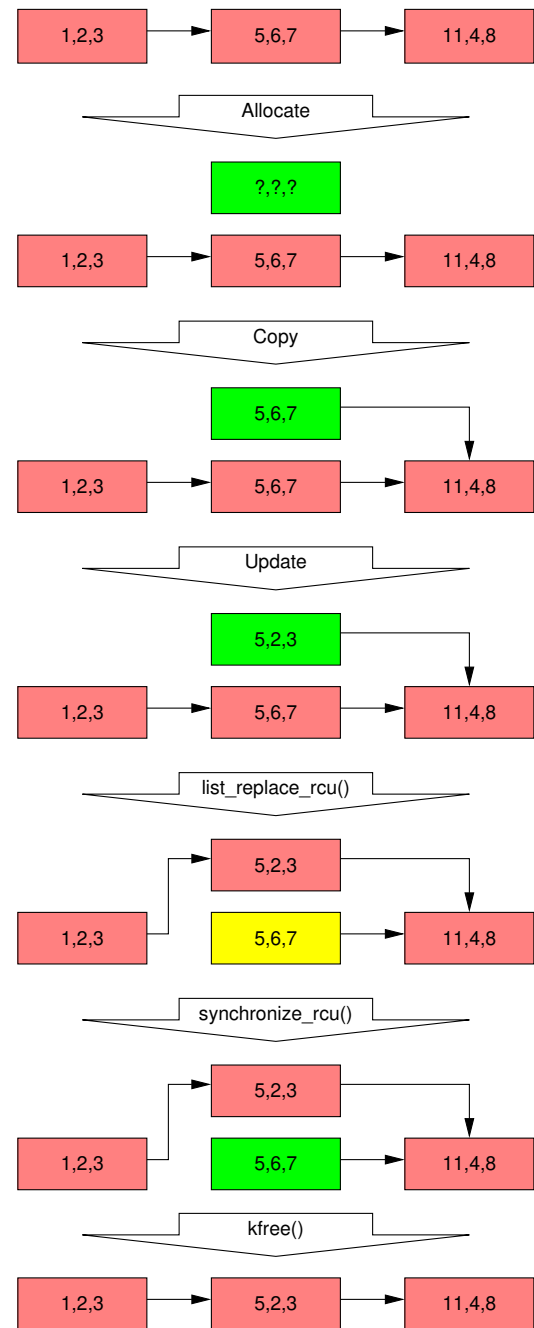 1,2,3 5,6,7 11,4,8
Allocate
?,?,?
1,2,3 5,6,7 11,4,8
Copy
5,6,7
1,2,3 5,6,7 11,4,8
Update
5,2,3
1,2,3 5,6,7 11,4,8
list_replace_rcu()
5,2,3
1,2,3 5,6,7 11,4,8
synchronize_rcu()
5,2,3
1,2,3 5,6,7 11,4,8
kfree()
1,2,3 5,2,3 11,4,8